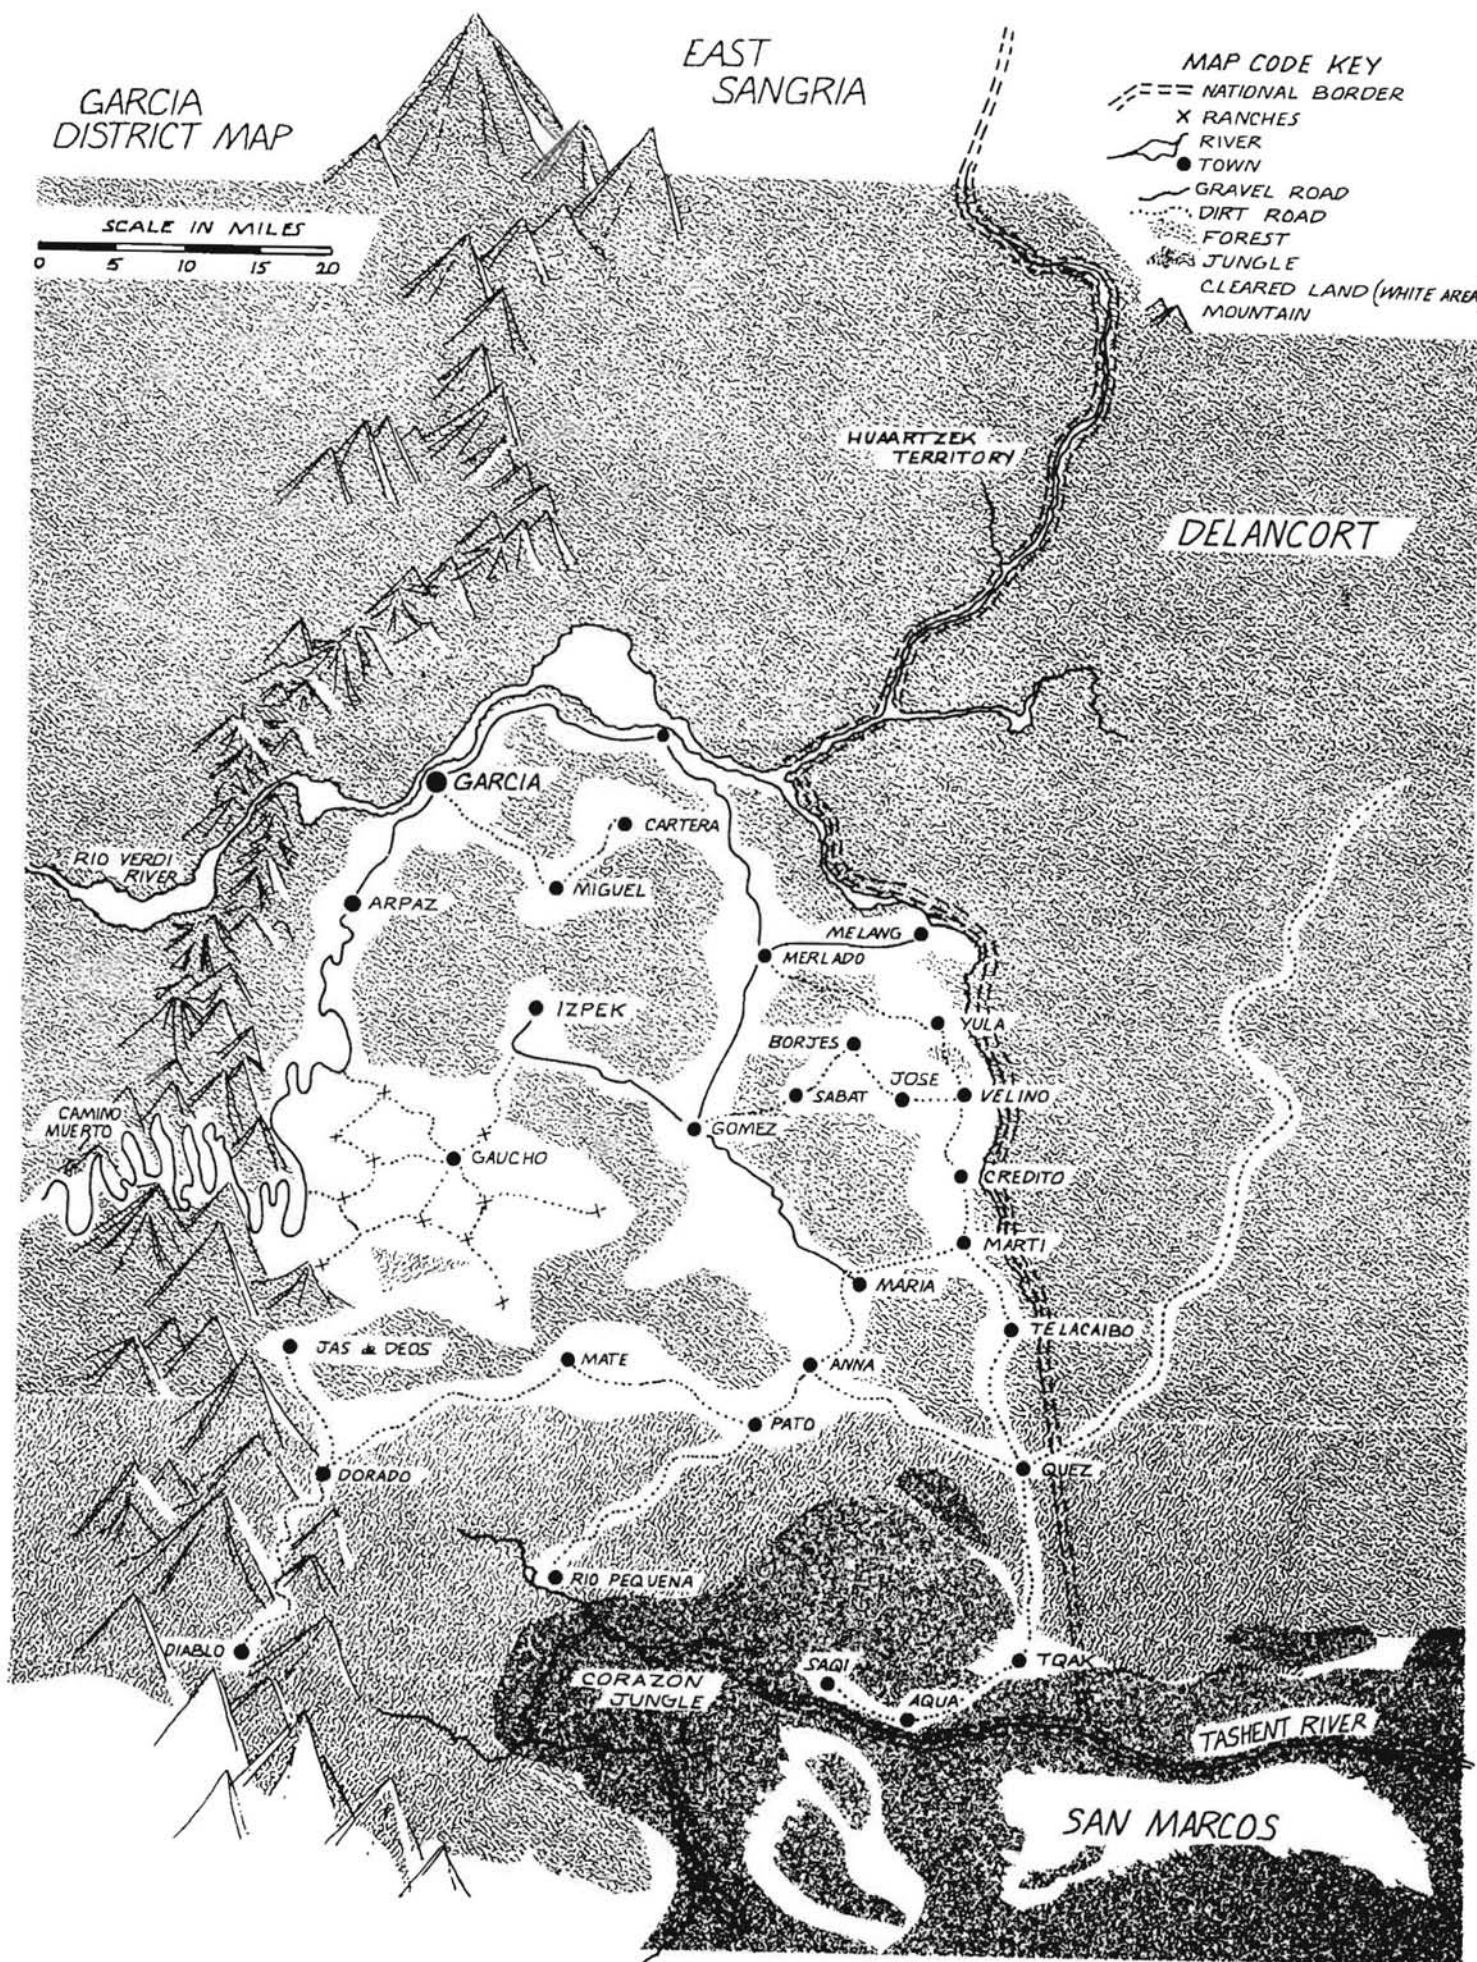 GARCIA
DISTRICT MAP
EAST
SANGRIA
MAP CODE KEY
NATIONAL BORDER
RANCHES
RIVER
TOWN
GRAVEL ROAD
DIRT ROAD
FOREST
JUNGLE
CLEARED LAND (WHITE AREA
MOUNTAIN
SCALE IN MILES
0 5 10 15 20
HUAARTZEK
TERRITORY
DELANCORT
GARCIA
CARTERA
RIO VERDI
RIVER
MIGUEL
ARPAZ
MELANG
MERLADO
IZPEK
YULA
BORJES
JOSE
SABAT
VELINO
CAMINO
MUERTO
GOMEZ
GAUCHO
CREDITO
MARTI
MARIA
TELACAIBO
JAS de DEOS
MATE
ANNA
PATO
QUEZ
DORADO
RIO PEQUENA
DIABLO
SAQI
TQAK
CORAZON
JUNGLE
AQUA
TASHENT RIVER
SAN MARCOS